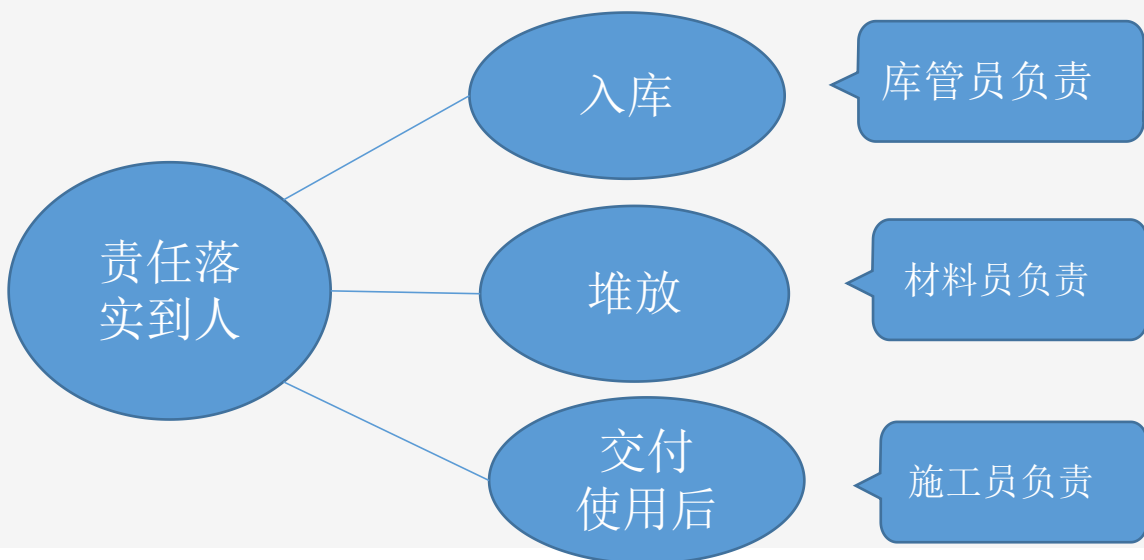 责任落
实到人
入库
库管员负责
堆放
材料员负责
交付
使用后
施工员负责